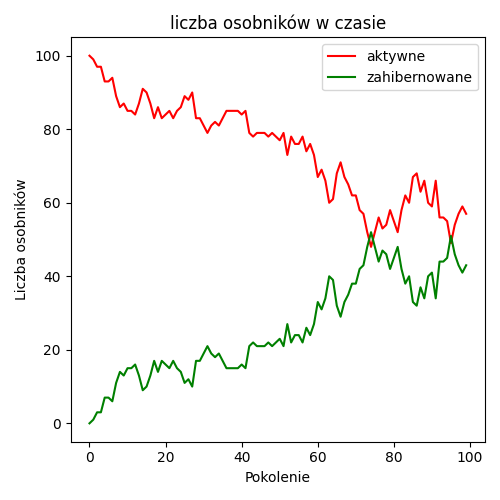 liczba osobników w czasie
aktywne
zahibernowane
Liczba osobników
100
80
60
40
20
0
0 20 40 60 80 100
Pokolenie